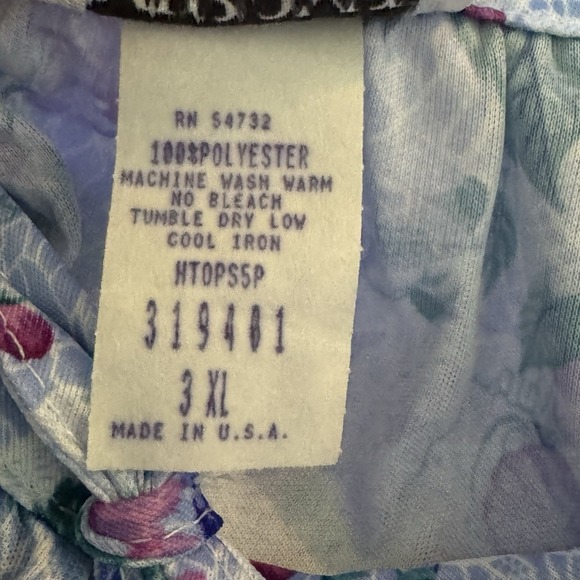 RN 54732
100%POLYESTER
MACHINE WASH WARM
NO BLEACH
TUMBLE DRY LOW
COOL IRON
HTOPS5P
319401
3 XL
MADE IN U.S.A.